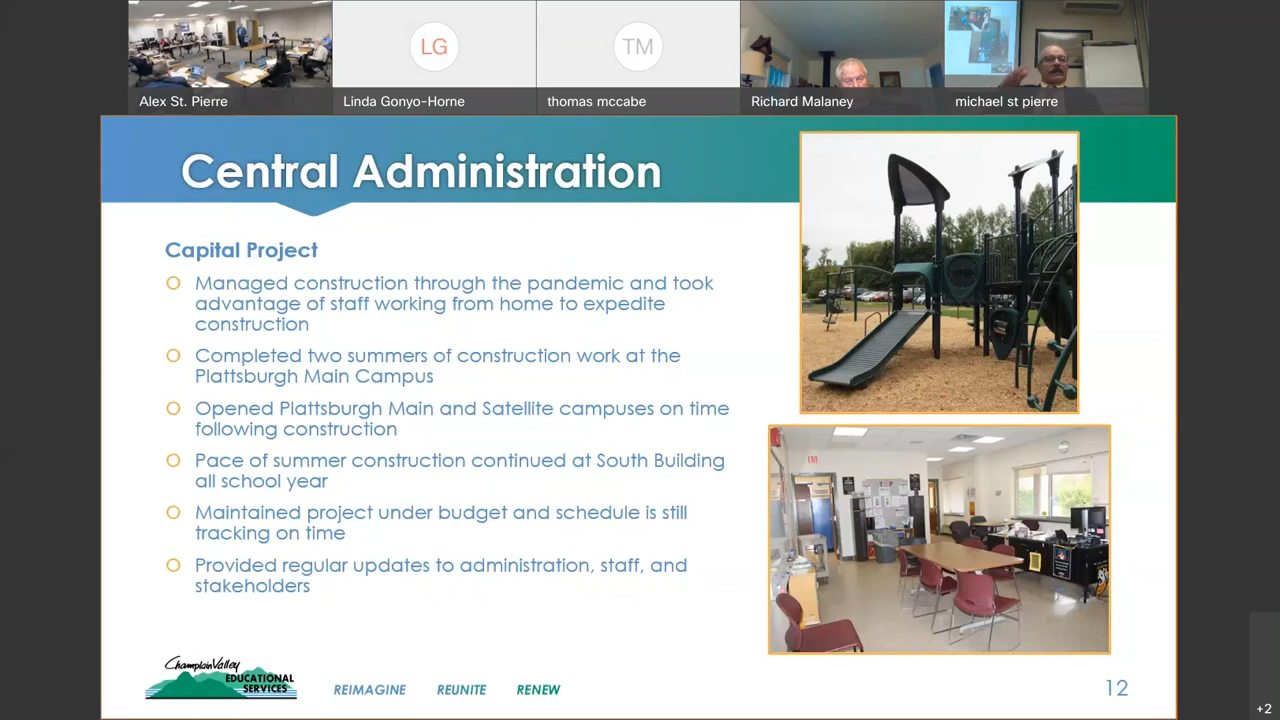 LG
TM
Alex St. Pierre
Linda Gonyo-Horne
thomas mccabe
Richard Malaney
michael st pierre
Central Administration
Capital Project
Managed construction through the pandemic and took
advantage of staff working from home to expedite
construction
Completed two summers of construction work at the
Plattsburgh Main Campus
Opened Plattsburgh Main and Satellite campuses on time
following construction
Pace of summer construction continued at South Building
all school year
Maintained project under budget and schedule is still
tracking on time
Provided regular updates to administration, staff, and
stakeholders
EXIT
Champlain Valley
EDUCATIONAL
SERVICES
REIMAGINE REUNITE RENEW
12
+2